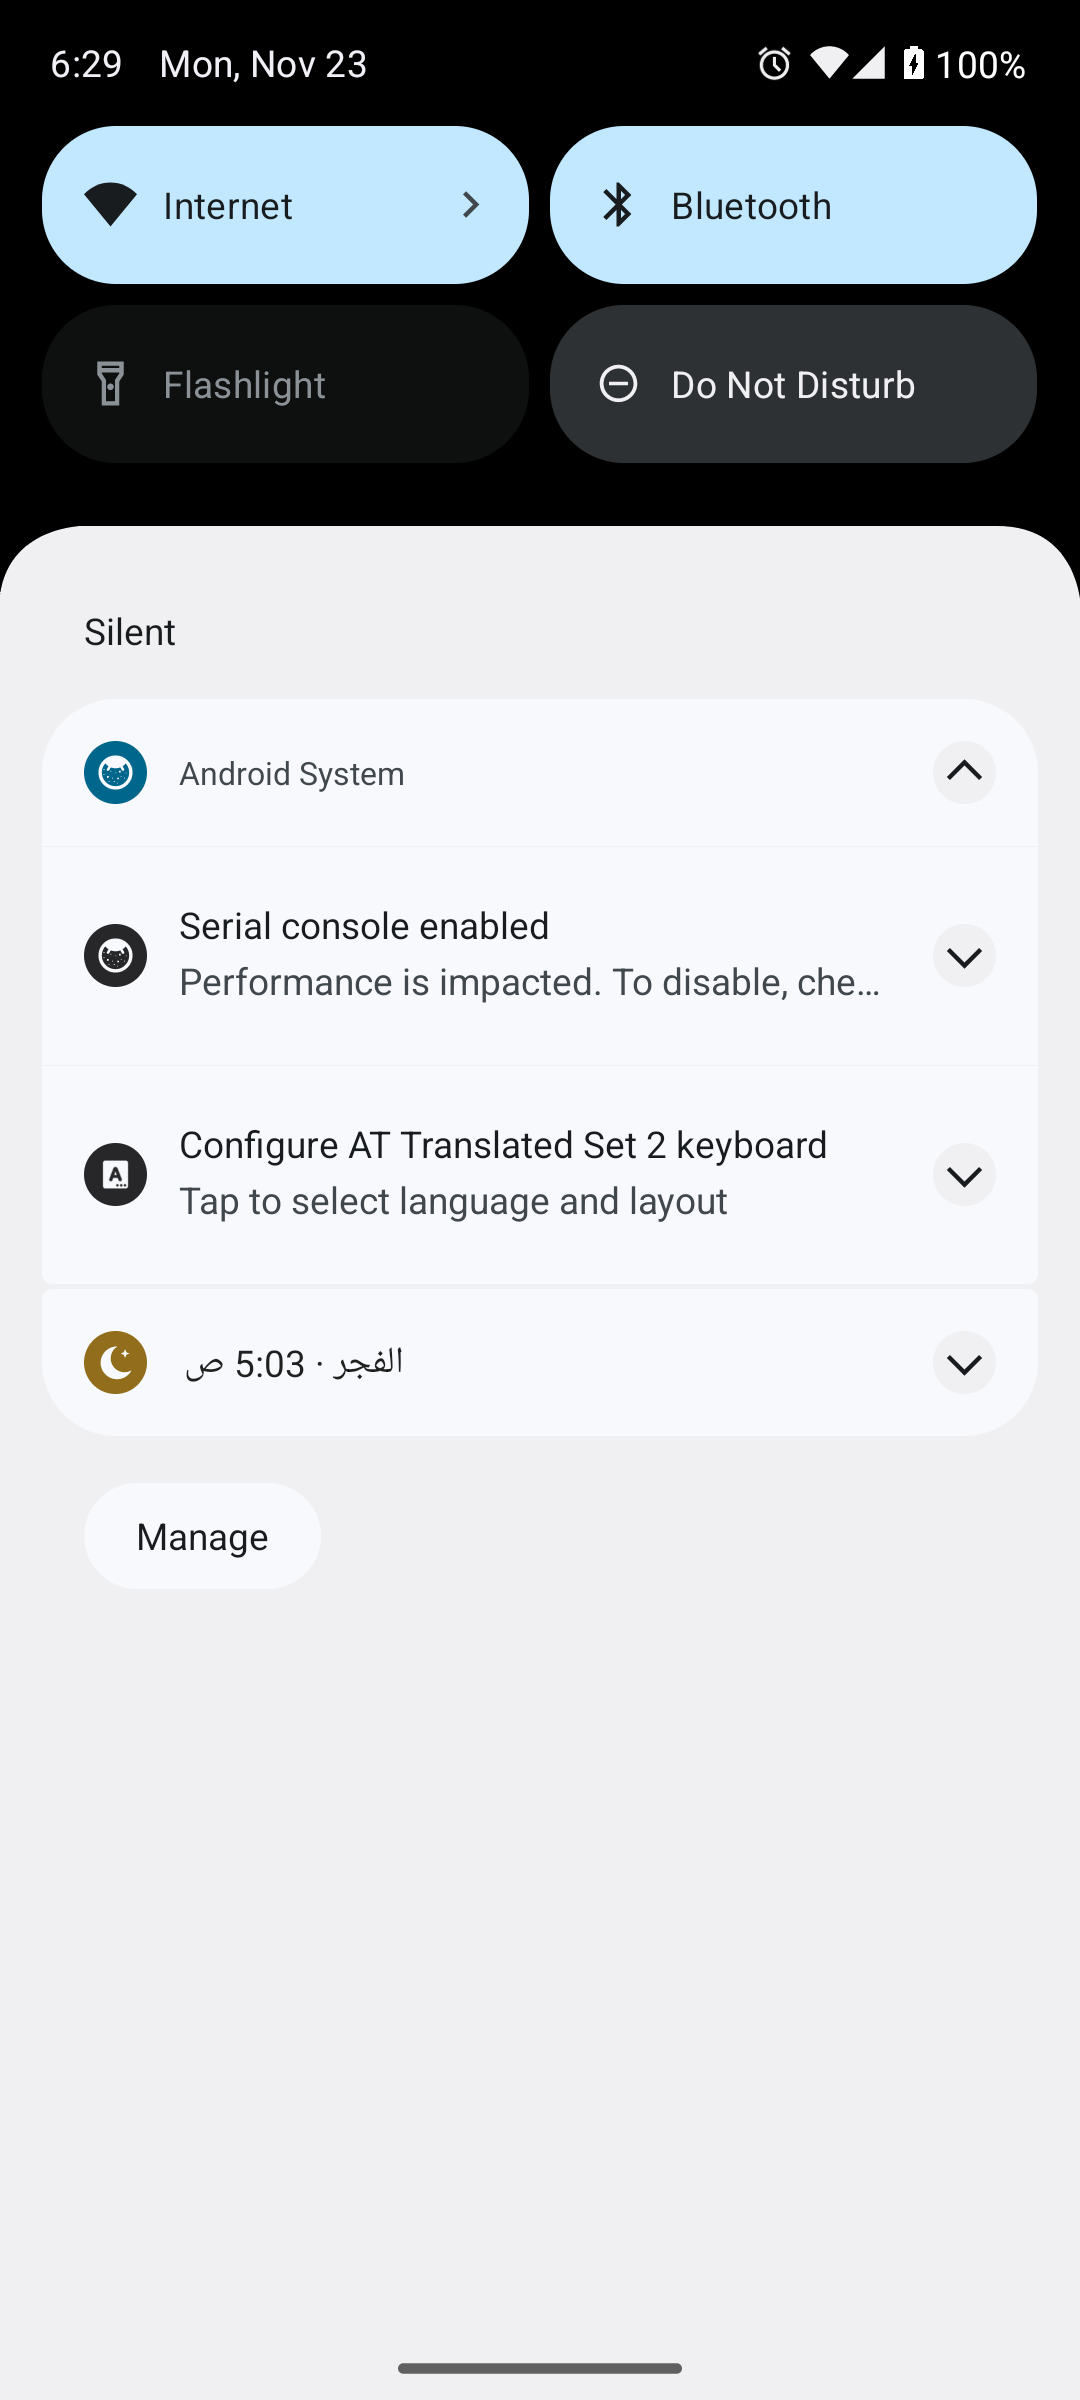 6:29 Mon, Nov 23 100%
Internet
Bluetooth
Flashlight
Do Not Disturb
Silent
Android System
Serial console enabled
Performance is impacted. To disable, che…
Configure AT Translated Set 2 keyboard
Tap to select language and layout
الفجر · 5:03 ص
Manage